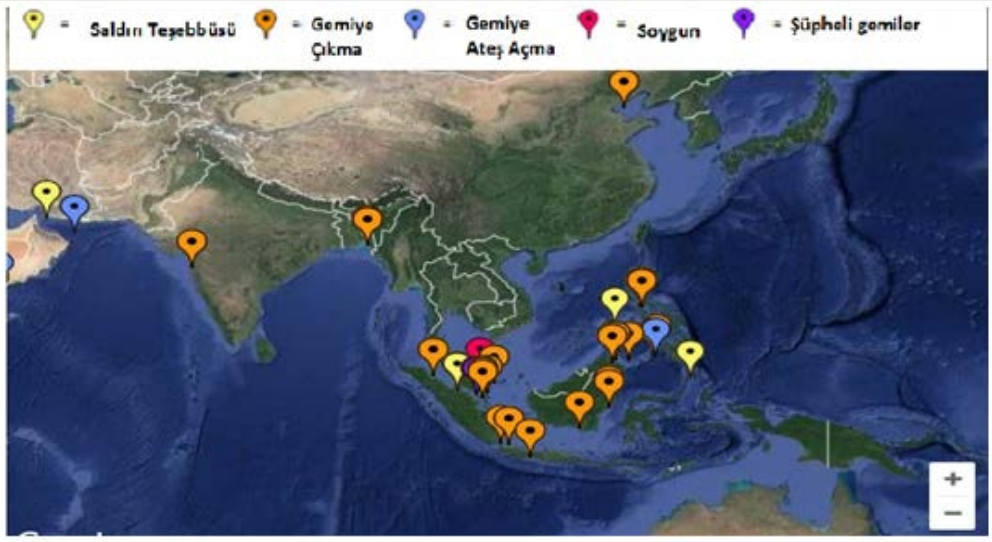 = Saldırı Teşebbüsü = Gemiye Çıkma = Gemiye Ateş Açma = Soygun = Şüpheli gemiler
+
−